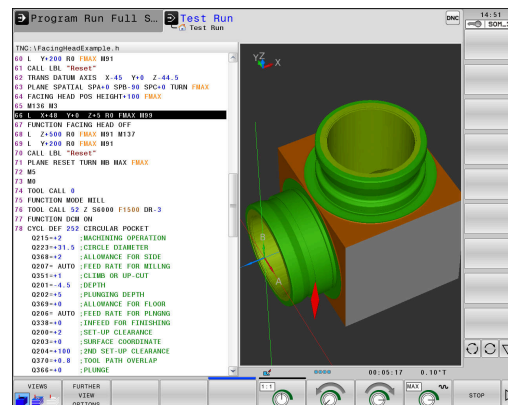 Program Run Full S…
Test Run
Test Run
DNC
14:51
TNC:\FacingHeadExample.h
60 L  Y+200 R0 FMAX M91
61 CALL LBL "Reset"
62 TRANS DATUM AXIS  X-45  Y+0  Z-44.5
63 PLANE SPATIAL SPA+0 SPB-90 SPC+0 TURN FMAX
64 FACING HEAD POS HEIGHT+100 FMAX
65 M136 M3
66 L  X+48  Y+0  Z+5 R0 FMAX M99
67 FUNCTION FACING HEAD OFF
68 L  Z+500 R0 FMAX M91 M137
69 L  Y+200 R0 FMAX M91
70 CALL LBL "Reset"
71 PLANE RESET TURN MB MAX FMAX
72 M5
73 M0
74 TOOL CALL 0
75 FUNCTION MODE MILL
76 TOOL CALL 52 Z S6000 F1500 DR-3
77 FUNCTION DCM ON
78 CYCL DEF 252 CIRCULAR POCKET
Q215=+2 ;MACHINING OPERATION
Q223=+31.5 ;CIRCLE DIAMETER
Q368=+2 ;ALLOWANCE FOR SIDE
Q207= AUTO ;FEED RATE FOR MILLNG
Q351=+1 ;CLIMB OR UP-CUT
Q201=-4.5 ;DEPTH
Q202=+5 ;PLUNGING DEPTH
Q369=+0 ;ALLOWANCE FOR FLOOR
Q206= AUTO ;FEED RATE FOR PLNGNG
Q338=+0 ;INFEED FOR FINISHING
Q200=+2 ;SET-UP CLEARANCE
Q203=+0 ;SURFACE COORDINATE
Q204=+100 ;2ND SET-UP CLEARANCE
Q370=+0.8 ;TOOL PATH OVERLAP
Q366=+0 ;PLUNGE
Y Z X
B
A
00:05:17 0.10*T
VIEWS
FURTHER
VIEW
OPTIONS
1:1
MAX
STOP